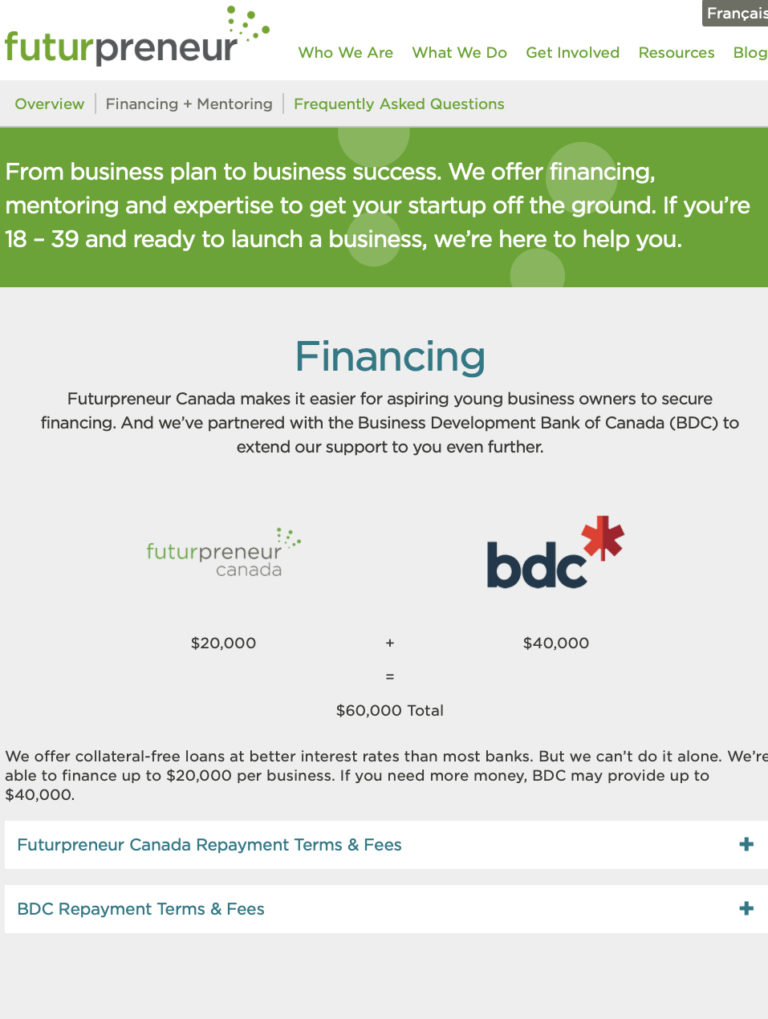 Français
futurpreneur
Who We Are What We Do Get Involved Resources Blog
Overview Financing + Mentoring Frequently Asked Questions
From business plan to business success. We offer financing,
mentoring and expertise to get your startup off the ground. If you’re
18 – 39 and ready to launch a business, we’re here to help you.
Financing
Futurpreneur Canada makes it easier for aspiring young business owners to secure
financing. And we’ve partnered with the Business Development Bank of Canada (BDC) to
extend our support to you even further.
futurpreneur
canada
bdc
$20,000 + $40,000
=
$60,000 Total
We offer collateral-free loans at better interest rates than most banks. But we can’t do it alone. We’re
able to finance up to $20,000 per business. If you need more money, BDC may provide up to
$40,000.
Futurpreneur Canada Repayment Terms & Fees +
BDC Repayment Terms & Fees +